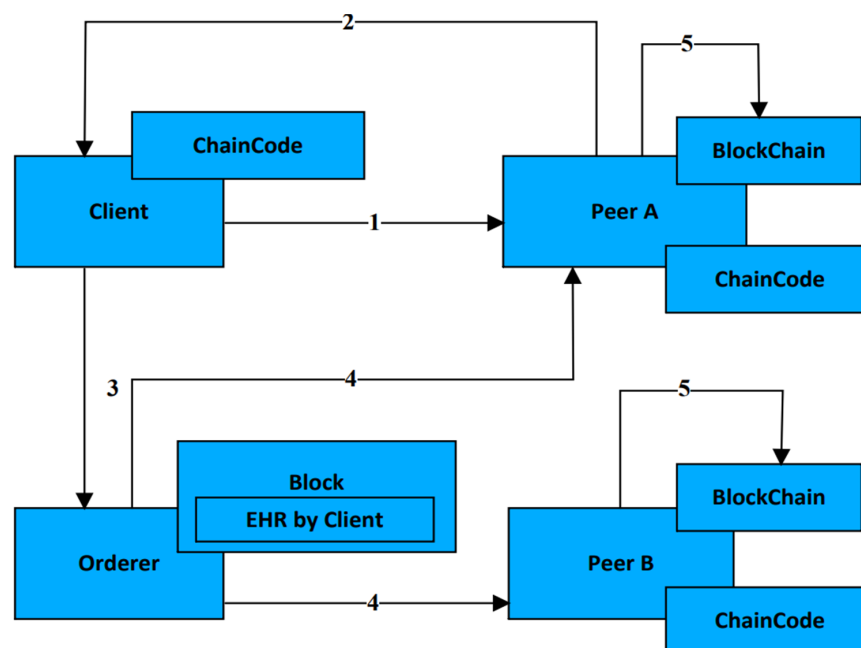 2
5
ChainCode
BlockChain
Client
1
Peer A
ChainCode
3
4
5
Block
BlockChain
EHR by Client
Orderer
Peer B
4
ChainCode